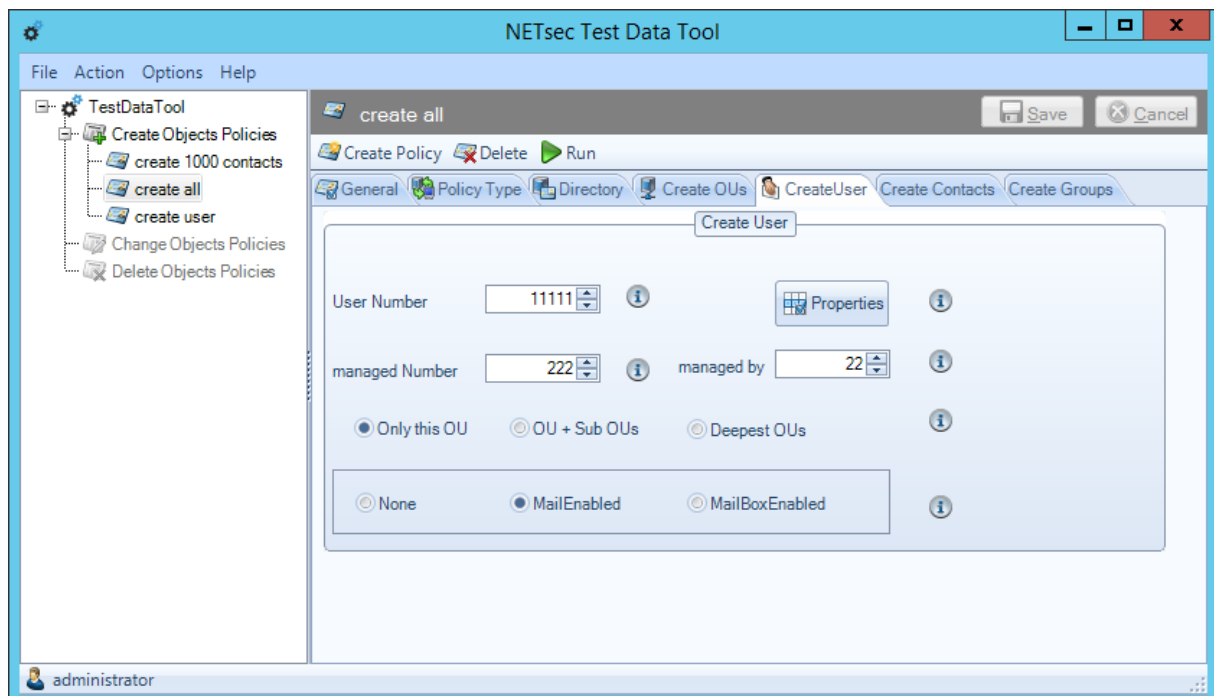 NETsec Test Data Tool
File Action Options Help
TestDataTool
Create Objects Policies
create 1000 contacts
create all
create user
Change Objects Policies
Delete Objects Policies
create all
Save Cancel
Create Policy Delete Run
General Policy Type Directory Create OUs CreateUser Create Contacts Create Groups
Create User
User Number 11111 Properties
managed Number 222 managed by 22
Only this OU OU + Sub OUs Deepest OUs
None MailEnabled MailBoxEnabled
administrator